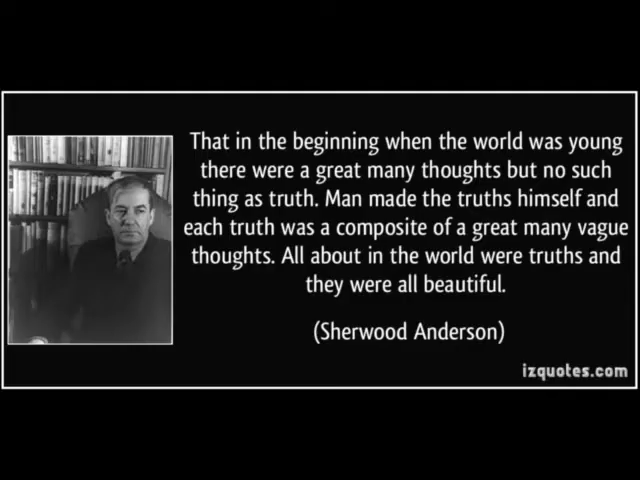 That in the beginning when the world was young
there were a great many thoughts but no such
thing as truth. Man made the truths himself and
each truth was a composite of a great many vague
thoughts. All about in the world were truths and
they were all beautiful.
(Sherwood Anderson)
izquotes.com